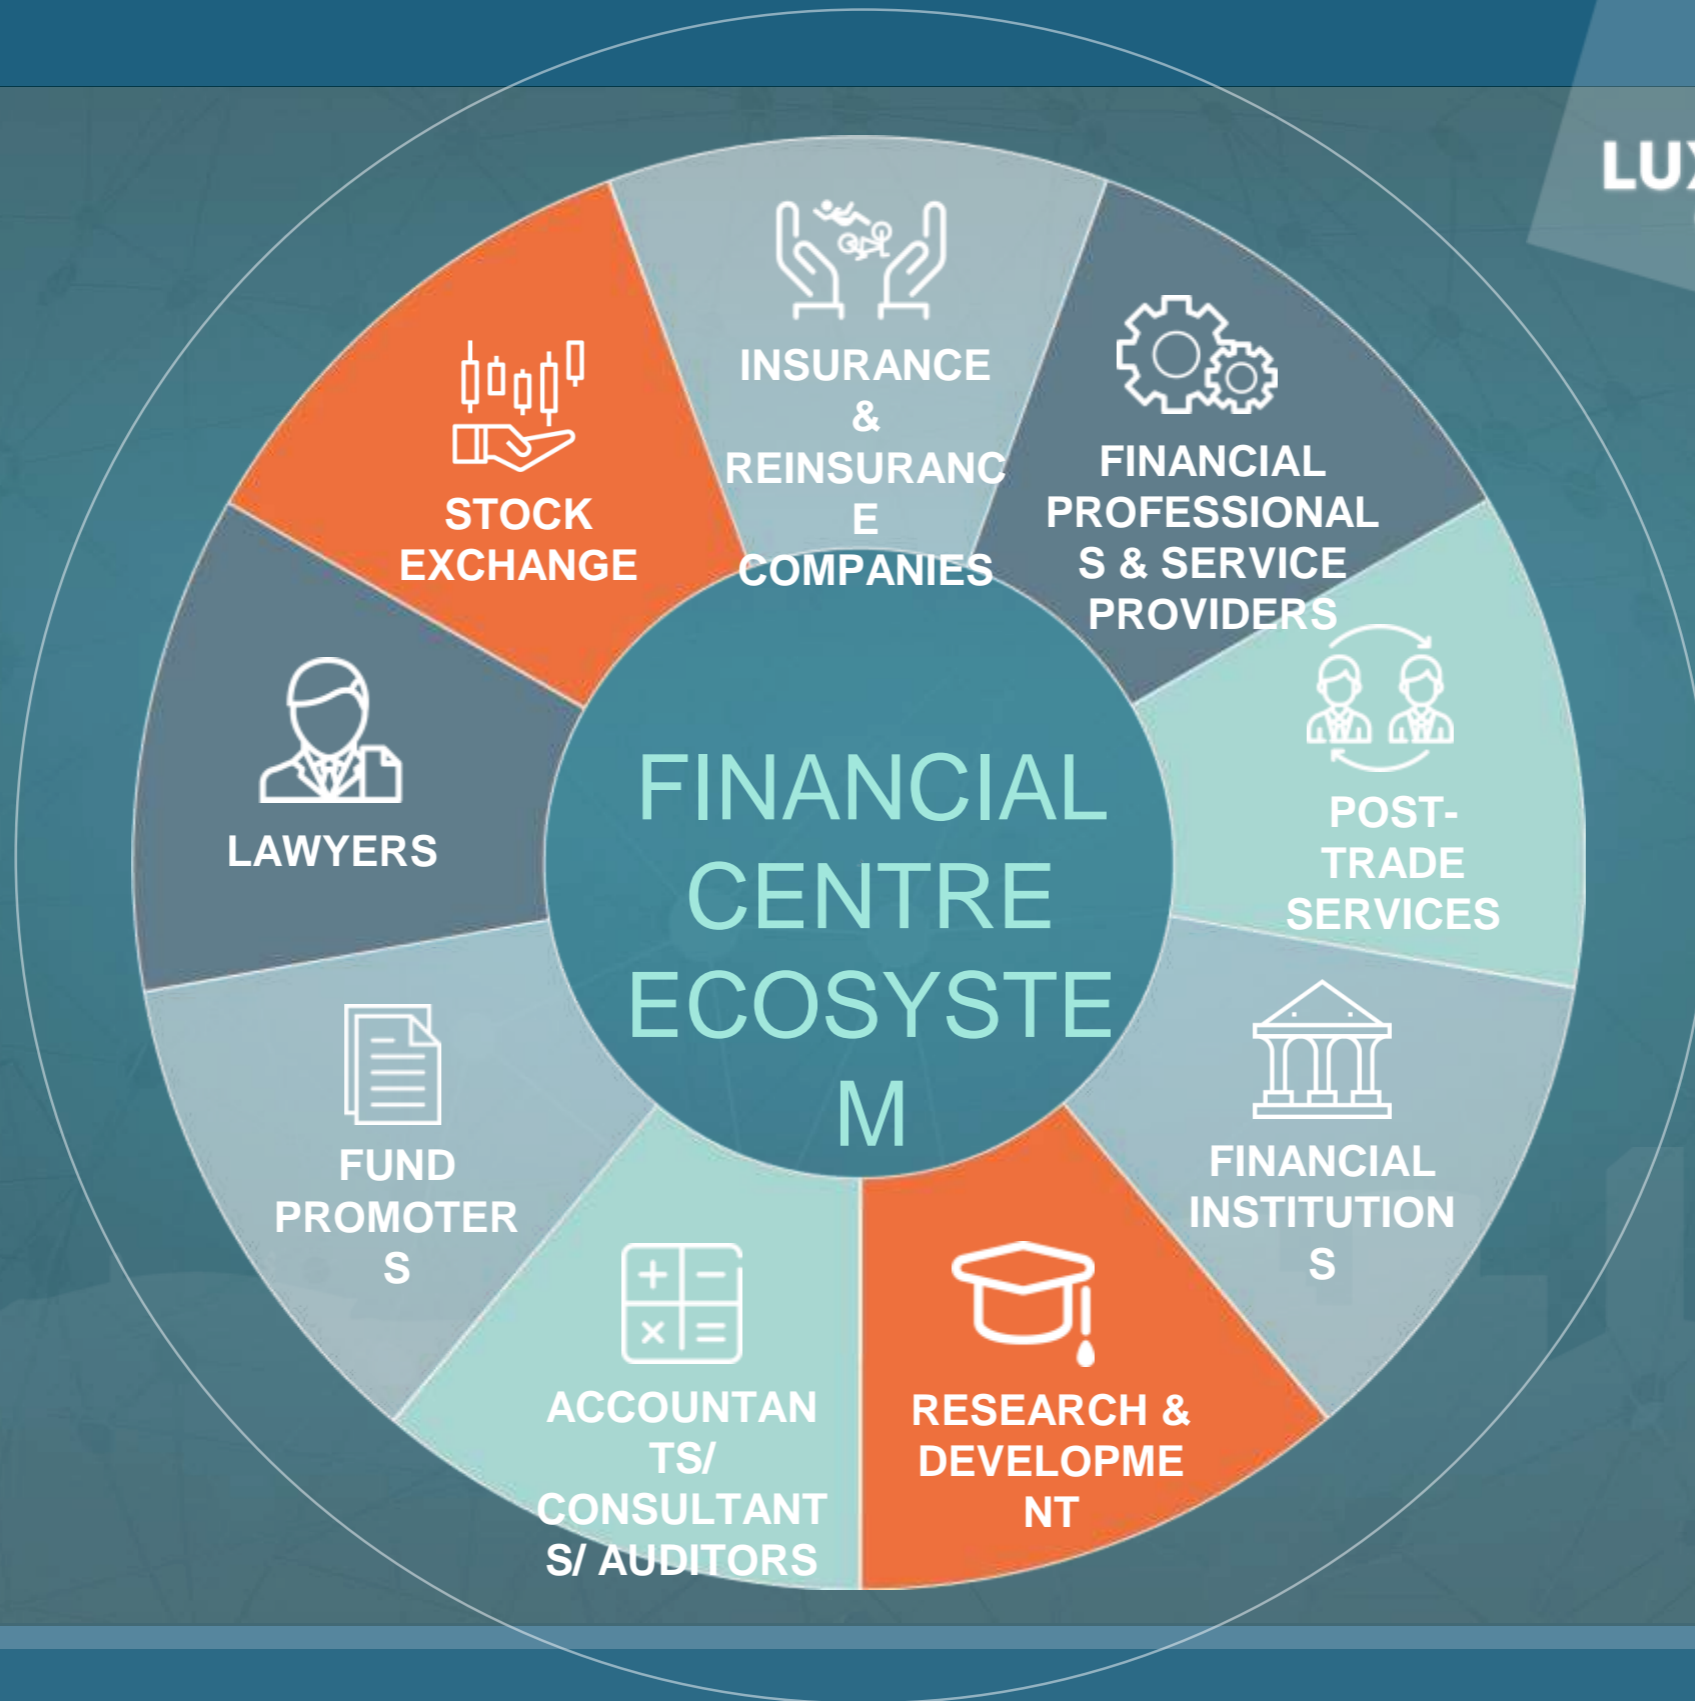 LUX
INSURANCE
&
REINSURANC
E
COMPANIES
FINANCIAL
PROFESSIONAL
S & SERVICE
PROVIDERS
STOCK
EXCHANGE
POST-
TRADE
SERVICES
LAWYERS
FINANCIAL
CENTRE
ECOSYSTE
M
FINANCIAL
INSTITUTION
S
FUND
PROMOTER
S
ACCOUNTAN
TS/
CONSULTANT
S/ AUDITORS
RESEARCH &
DEVELOPME
NT